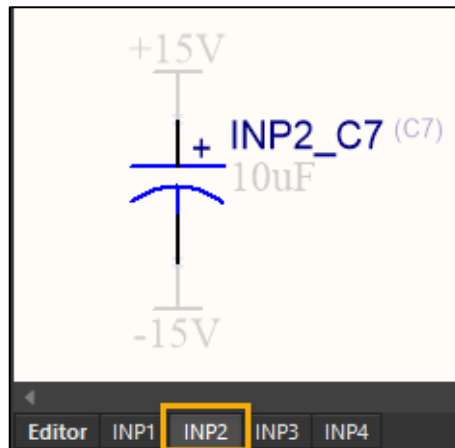 +15V
+ INP2_C7 (C7)
10uF
-15V
Editor INP1 INP2 INP3 INP4